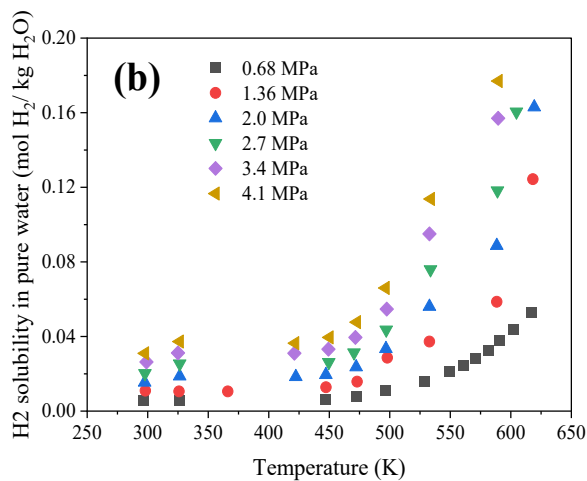 (b)
0.68 MPa
1.36 MPa
2.0 MPa
2.7 MPa
3.4 MPa
4.1 MPa
H2 solubility in pure water (mol H₂/ kg H₂O)
0.20
0.16
0.12
0.08
0.04
0.00
250 300 350 400 450 500 550 600 650
Temperature (K)